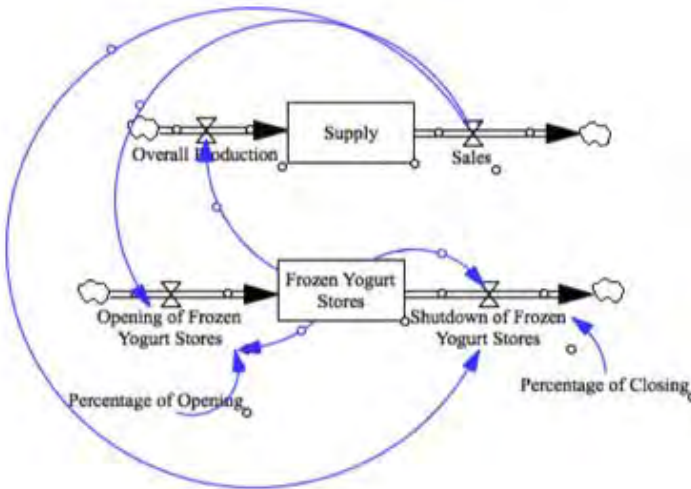 Supply
Overall Production
Sales
Frozen Yogurt
Stores
Opening of Frozen
Yogurt Stores
Shutdown of Frozen
Yogurt Stores
Percentage of Opening
Percentage of Closing